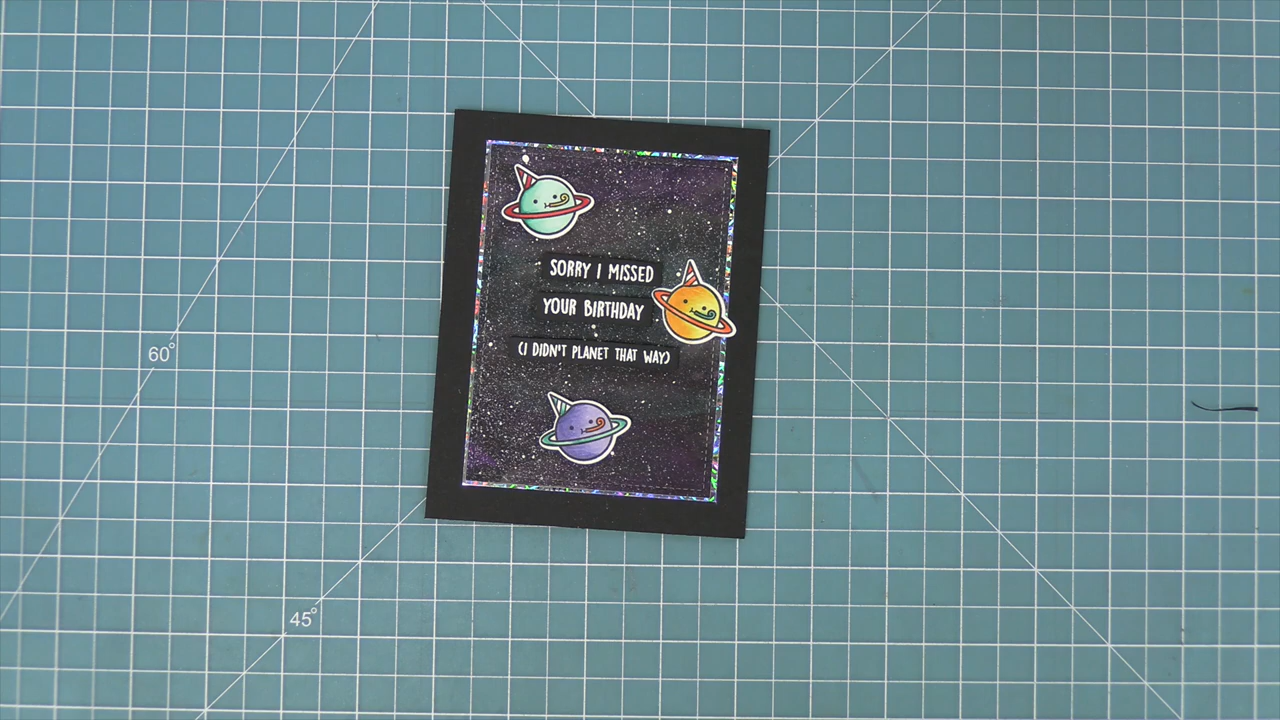 SORRY I MISSED
YOUR BIRTHDAY
(I DIDN'T PLANET THAT WAY)
60°
45°